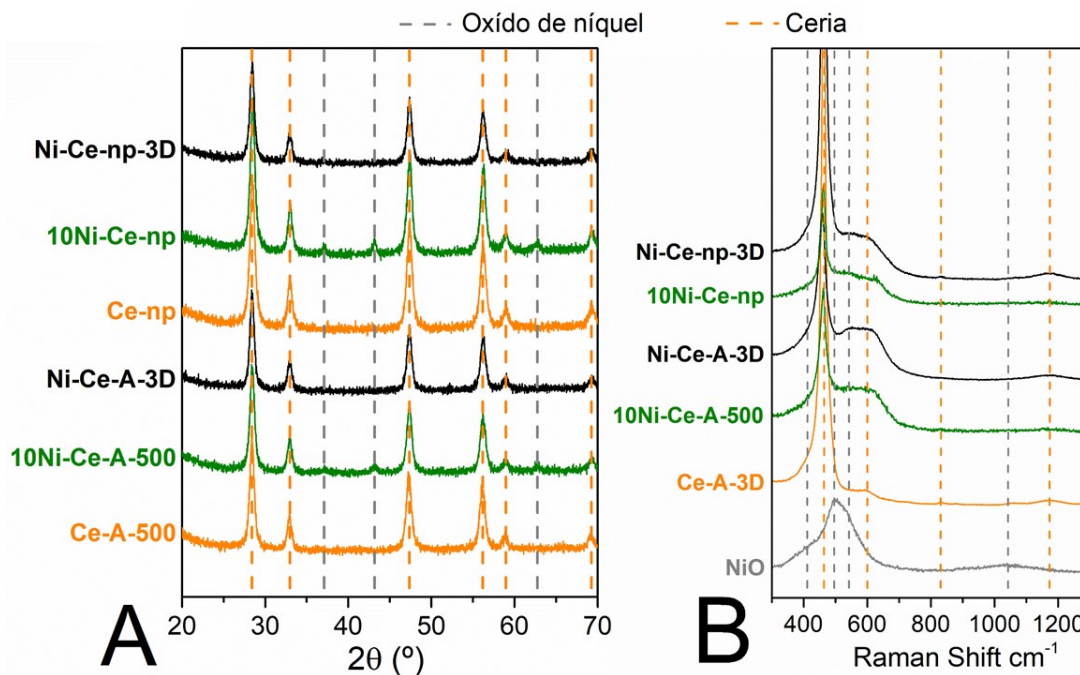 Oxído de níquel
Ceria
Ni-Ce-np-3D
10Ni-Ce-np
Ce-np
Ni-Ce-A-3D
10Ni-Ce-A-500
Ce-A-500
A
20 30 40 50 60 70
2θ (º)
Ni-Ce-np-3D
10Ni-Ce-np
Ni-Ce-A-3D
10Ni-Ce-A-500
Ce-A-3D
NiO
B
400 600 800 1000 1200
Raman Shift cm⁻¹